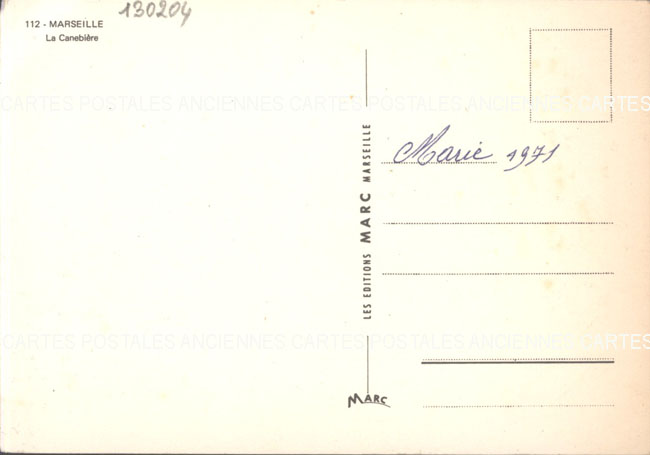 130204
112 - MARSEILLE
La Canebière
CARTES POSTALES ANCIENNES CARTES POSTALES ANCIENNES CARTES
Marie 1971
LES EDITIONS MARC MARSEILLE
CARTES POSTALES ANCIENNES CARTES POSTALES ANCIENNES CARTES
MARC